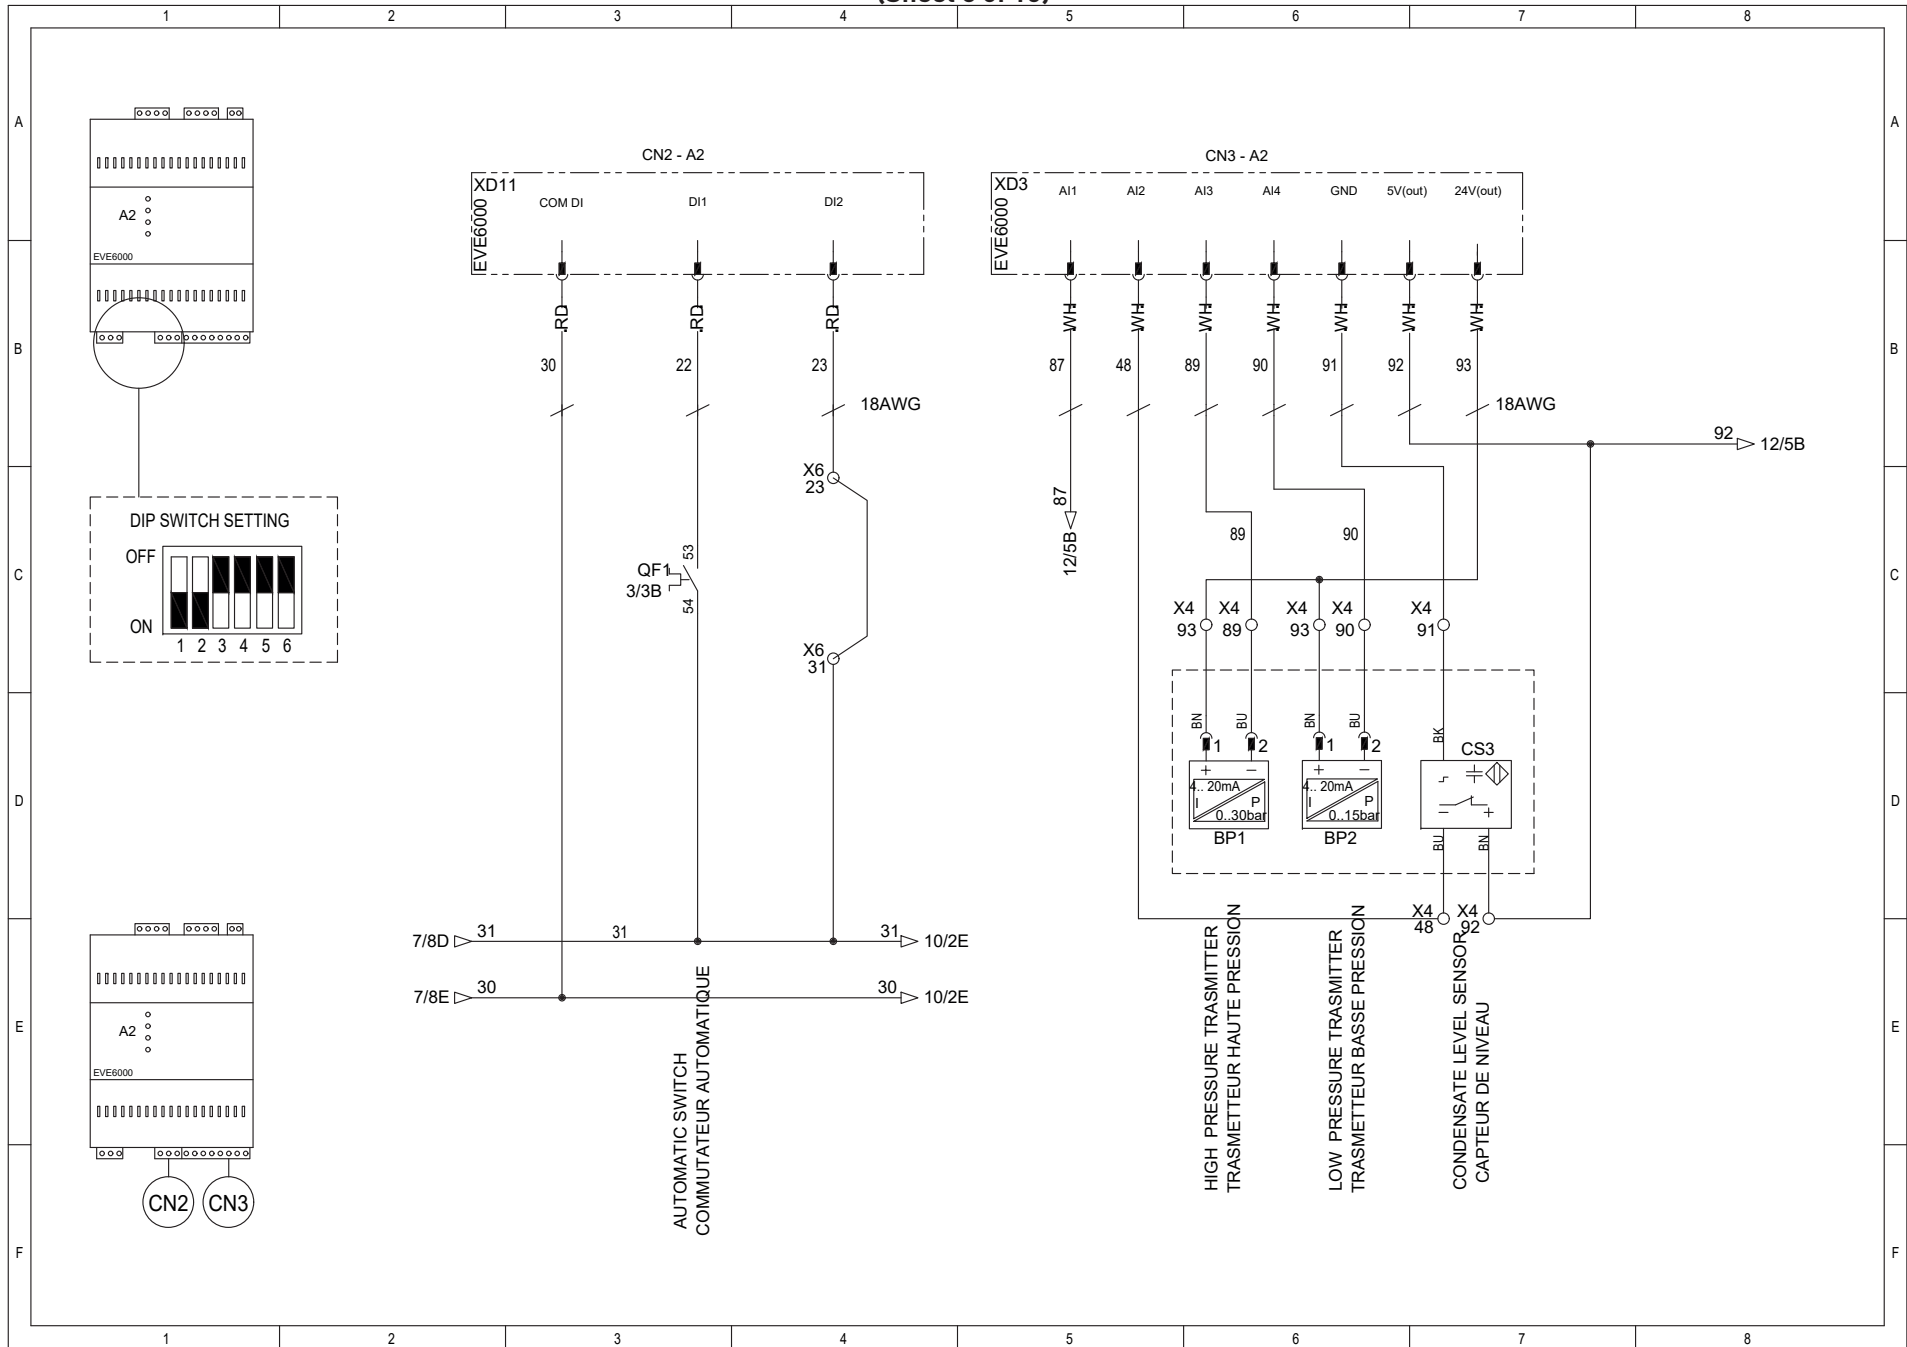 1 2 3 4 5 6 7 8
A A
CN2 - A2
CN3 - A2
XD11
EVE6000
COM DI DI1 DI2
XD3
EVE6000
AI1 AI2 AI3 AI4 GND 5V(out) 24V(out)
A2
EVE6000
RD RD RD
WH WH WH WH WH WH WH
B B
30 22 23
87 48 89 90 91 92 93
18AWG
18AWG
92 12/5B
X6
23
87
12/5B
DIP SWITCH SETTING
OFF
ON
1 2 3 4 5 6
C C
QF1
3/3B
53
54
89 90
X4
93
X4
89
X4
93
X4
90
X4
91
X6
31
BN BU BN BU BK
1 2 1 2
CS3
+ − + −
4.. 20mA
I P
0..30bar
BP1
4.. 20mA
I P
0..15bar
BP2
− +
BU BN
D D
X4
48
X4
92
7/8D 31 31 31 10/2E
7/8E 30 30 10/2E
A2
EVE6000
E E
AUTOMATIC SWITCH
COMMUTATEUR AUTOMATIQUE
HIGH PRESSURE TRASMITTER
TRASMETTEUR HAUTE PRESSION
LOW PRESSURE TRASMITTER
TRASMETTEUR BASSE PRESSION
CONDENSATE LEVEL SENSOR
CAPTEUR DE NIVEAU
CN2 CN3
F F
1 2 3 4 5 6 7 8